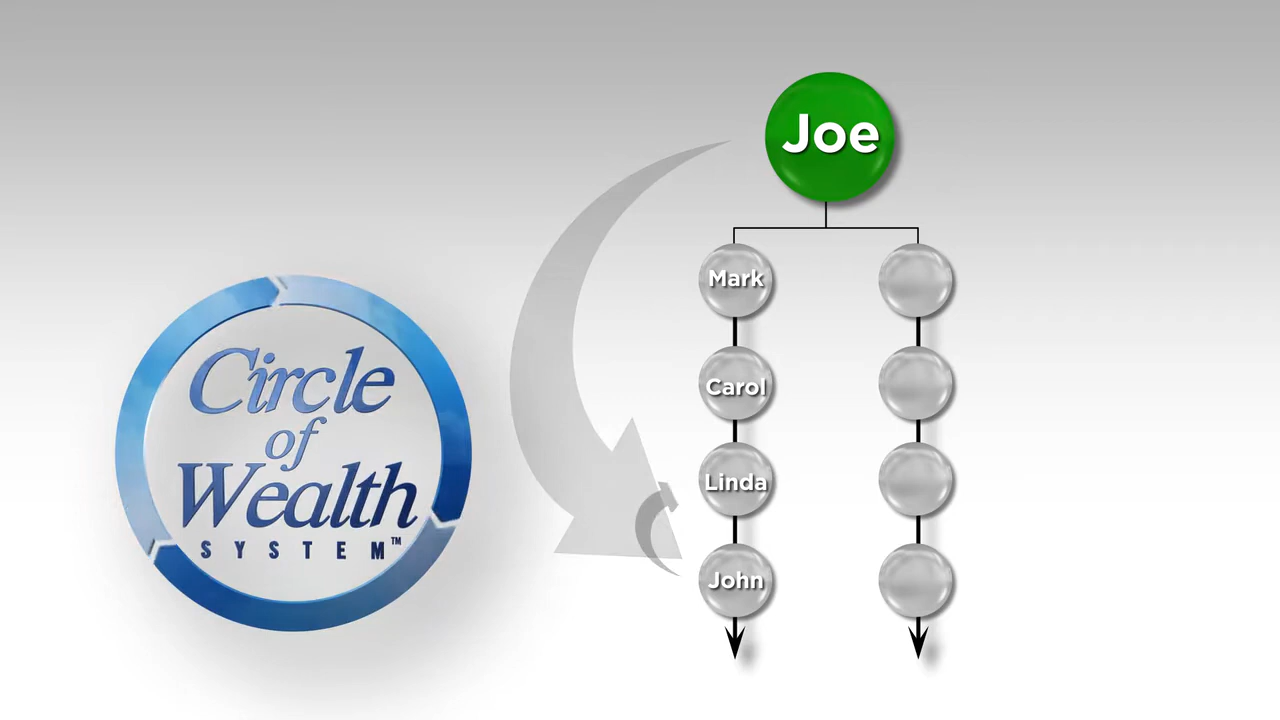 Joe
Mark
Carol
Linda
John
Circle
of
Wealth
SYSTEM™